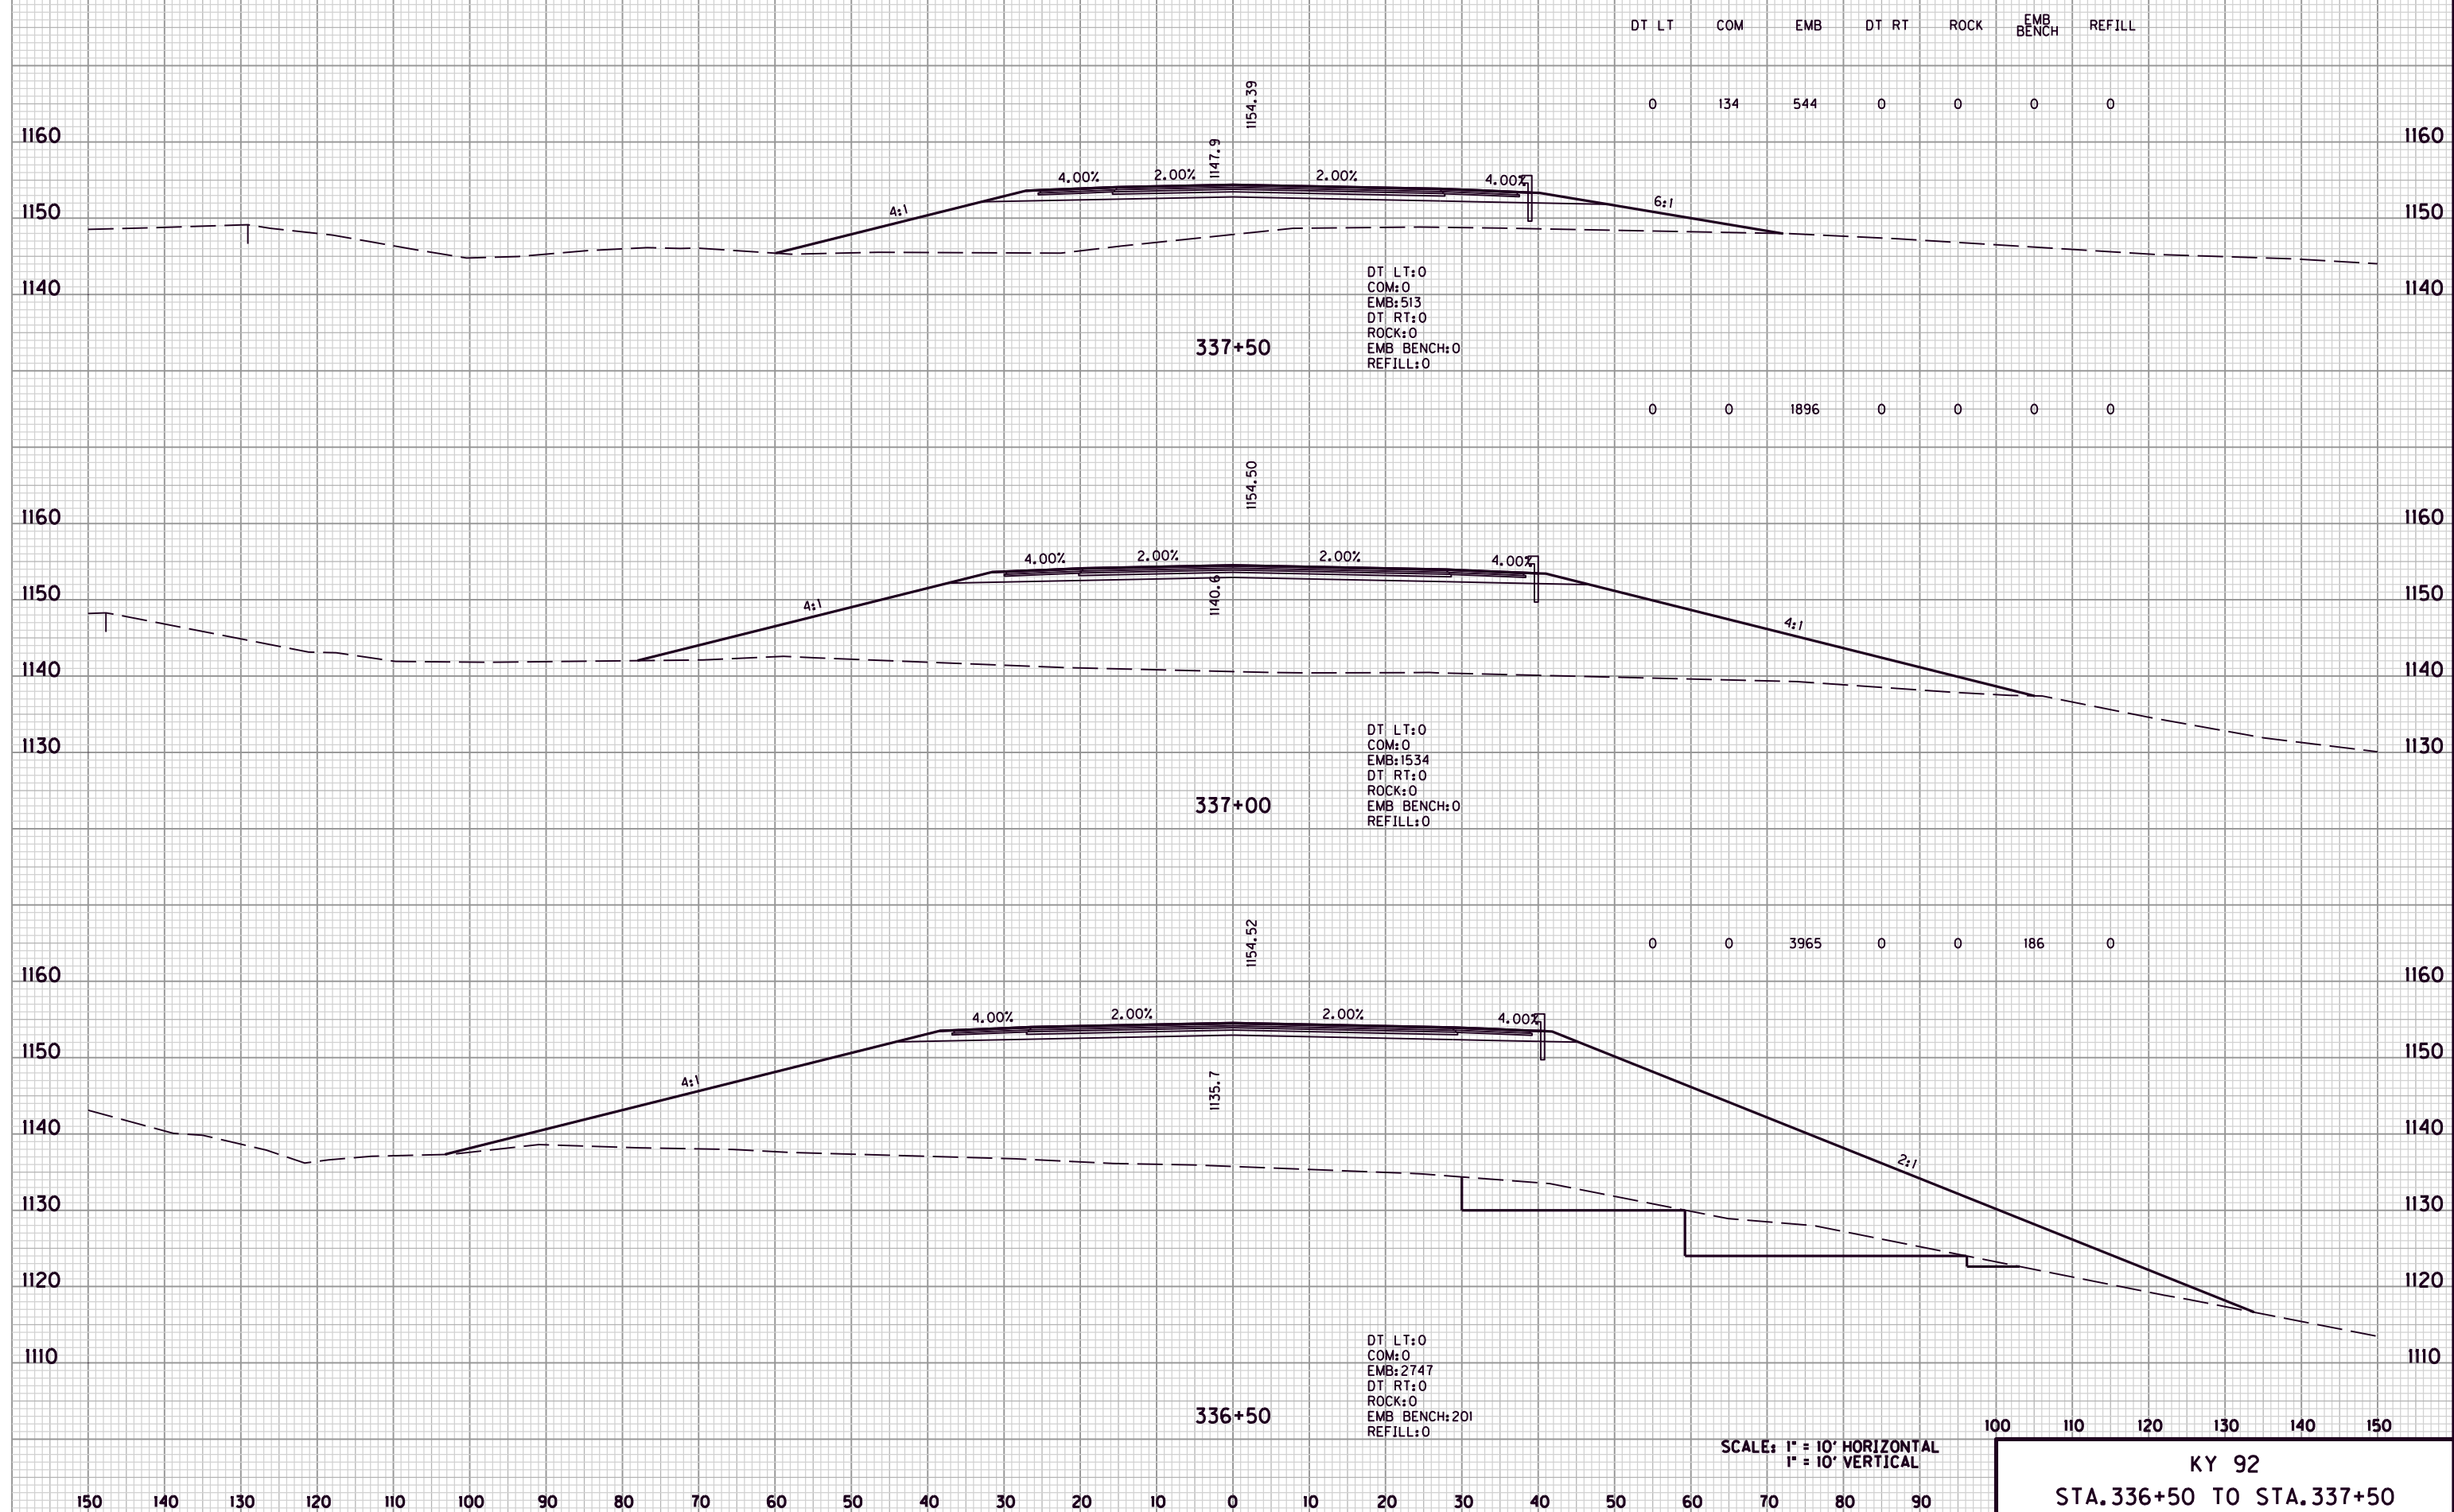 DT LT COM EMB DT RT ROCK EMB BENCH REFILL
1154.39
0 134 544 0 0 0 0
1160 1160
1147.9
4.00% 2.00% 2.00% 4.00%
4:1 6:1
1150 1150
DT LT:0
COM:0
1140 1140
EMB:513
DT RT:0
ROCK:0
337+50
EMB BENCH:0
REFILL:0
0 0 1896 0 0 0 0
1154.50
1160 1160
4.00% 2.00% 2.00% 4.00%
1140.6
1150 1150
4:1 4:1
1140 1140
DT LT:0
COM:0
1130 1130
EMB:1534
DT RT:0
ROCK:0
337+00
EMB BENCH:0
REFILL:0
1154.52
0 0 3965 0 0 186 0
1160 1160
4.00% 2.00% 2.00% 4.00%
1150 1150
4:1
1135.7
1140 1140
2:1
1130 1130
1120 1120
DT LT:0
COM:0
1110 1110
EMB:2747
DT RT:0
ROCK:0
336+50
EMB BENCH:201
REFILL:0
100 110 120 130 140 150
SCALE: 1" = 10' HORIZONTAL
1" = 10' VERTICAL
KY 92
STA.336+50 TO STA.337+50
150 140 130 120 110 100 90 80 70 60 50 40 30 20 10 0 10 20 30 40 50 60 70 80 90